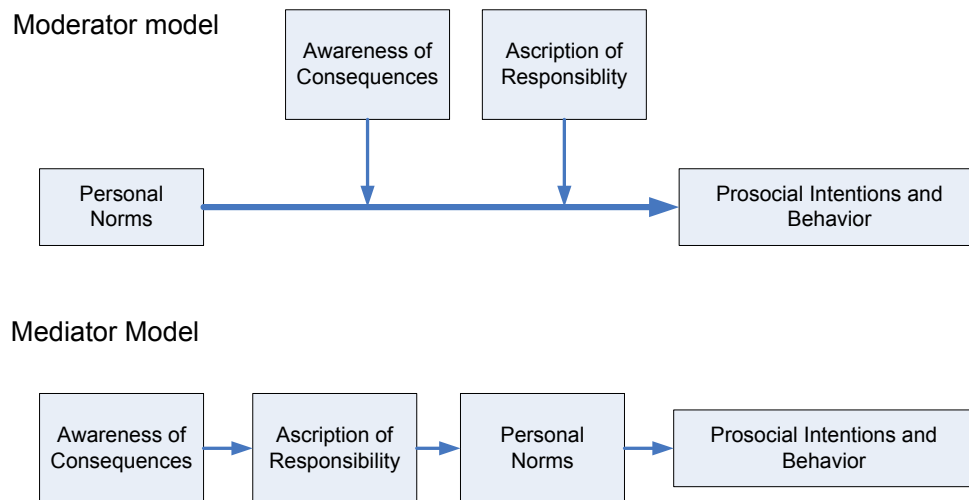 Moderator model
Awareness of
Consequences
Ascription of
Responsiblity
Personal
Norms
Prosocial Intentions and
Behavior
Mediator Model
Awareness of
Consequences
Ascription of
Responsibility
Personal
Norms
Prosocial Intentions and
Behavior